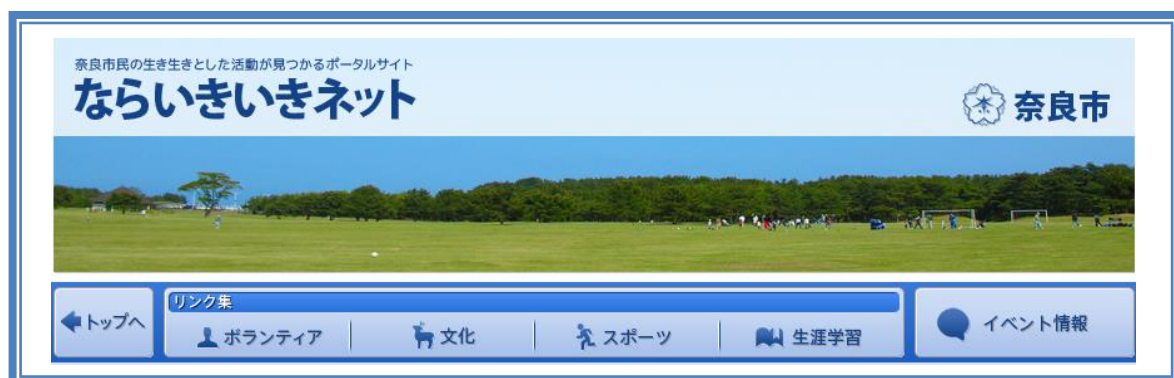 奈良市民の生き生きとした活動が見つかるポータルサイト
ならいきいきネット
奈良市
トップへ
リンク集
ボランティア
文化
スポーツ
生涯学習
イベント情報